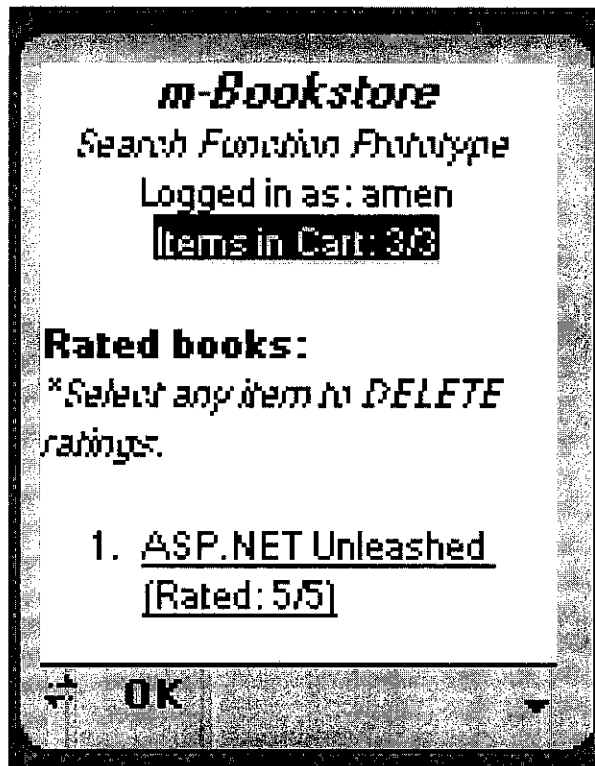 m-Bookstore
Search Function Prototype
Logged in as: amen
Items in Cart: 3/3
Rated books:
*Select any item to DELETE
ratings.
1. ASP.NET Unleashed
(Rated: 5/5)
OK